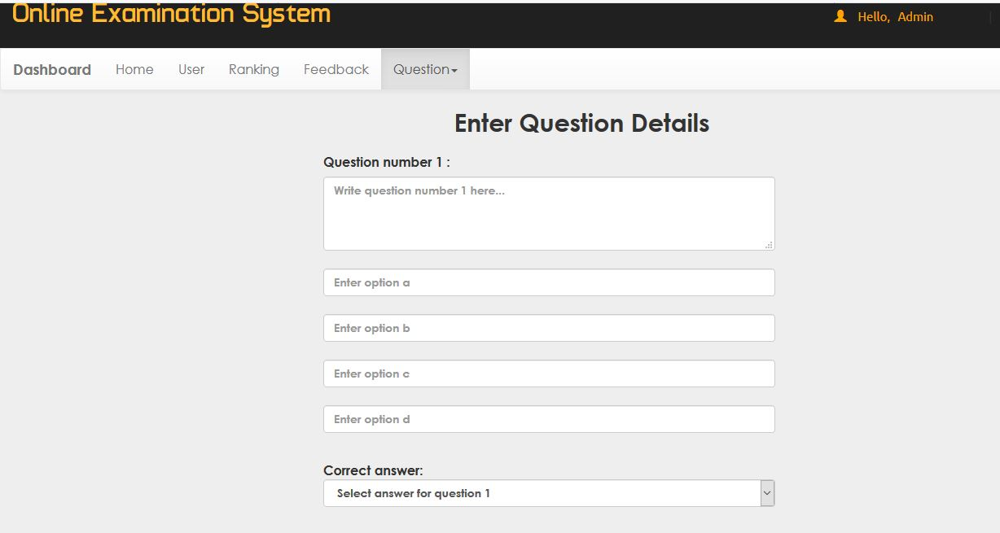 Online Examination System
Hello, Admin
Dashboard Home User Ranking Feedback Question
Enter Question Details
Question number 1 :
Write question number 1 here...
Enter option a
Enter option b
Enter option c
Enter option d
Correct answer:
Select answer for question 1